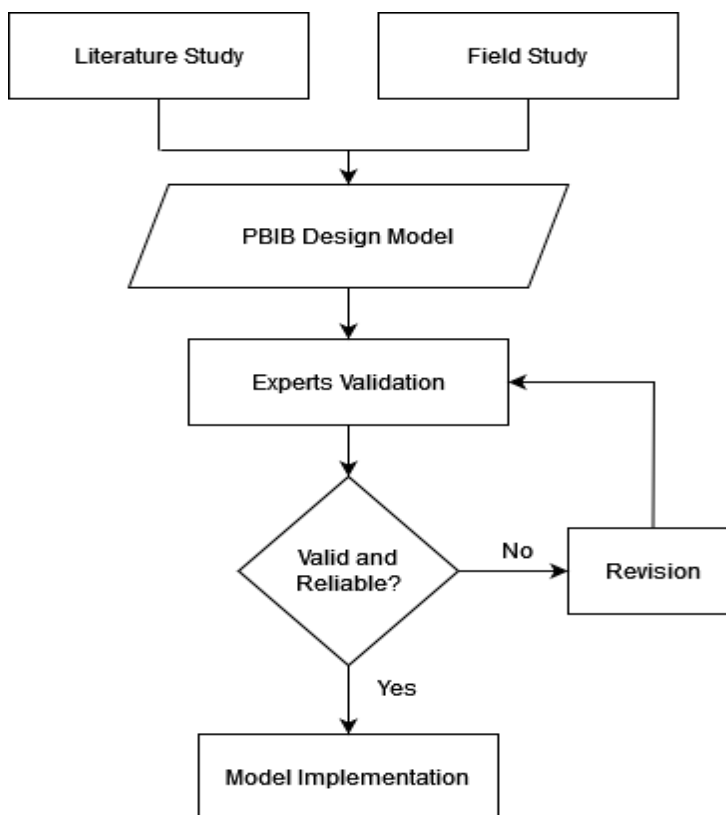 Literature Study
Field Study
PBIB Design Model
Experts Validation
Valid and
Reliable?
No
Revision
Yes
Model Implementation